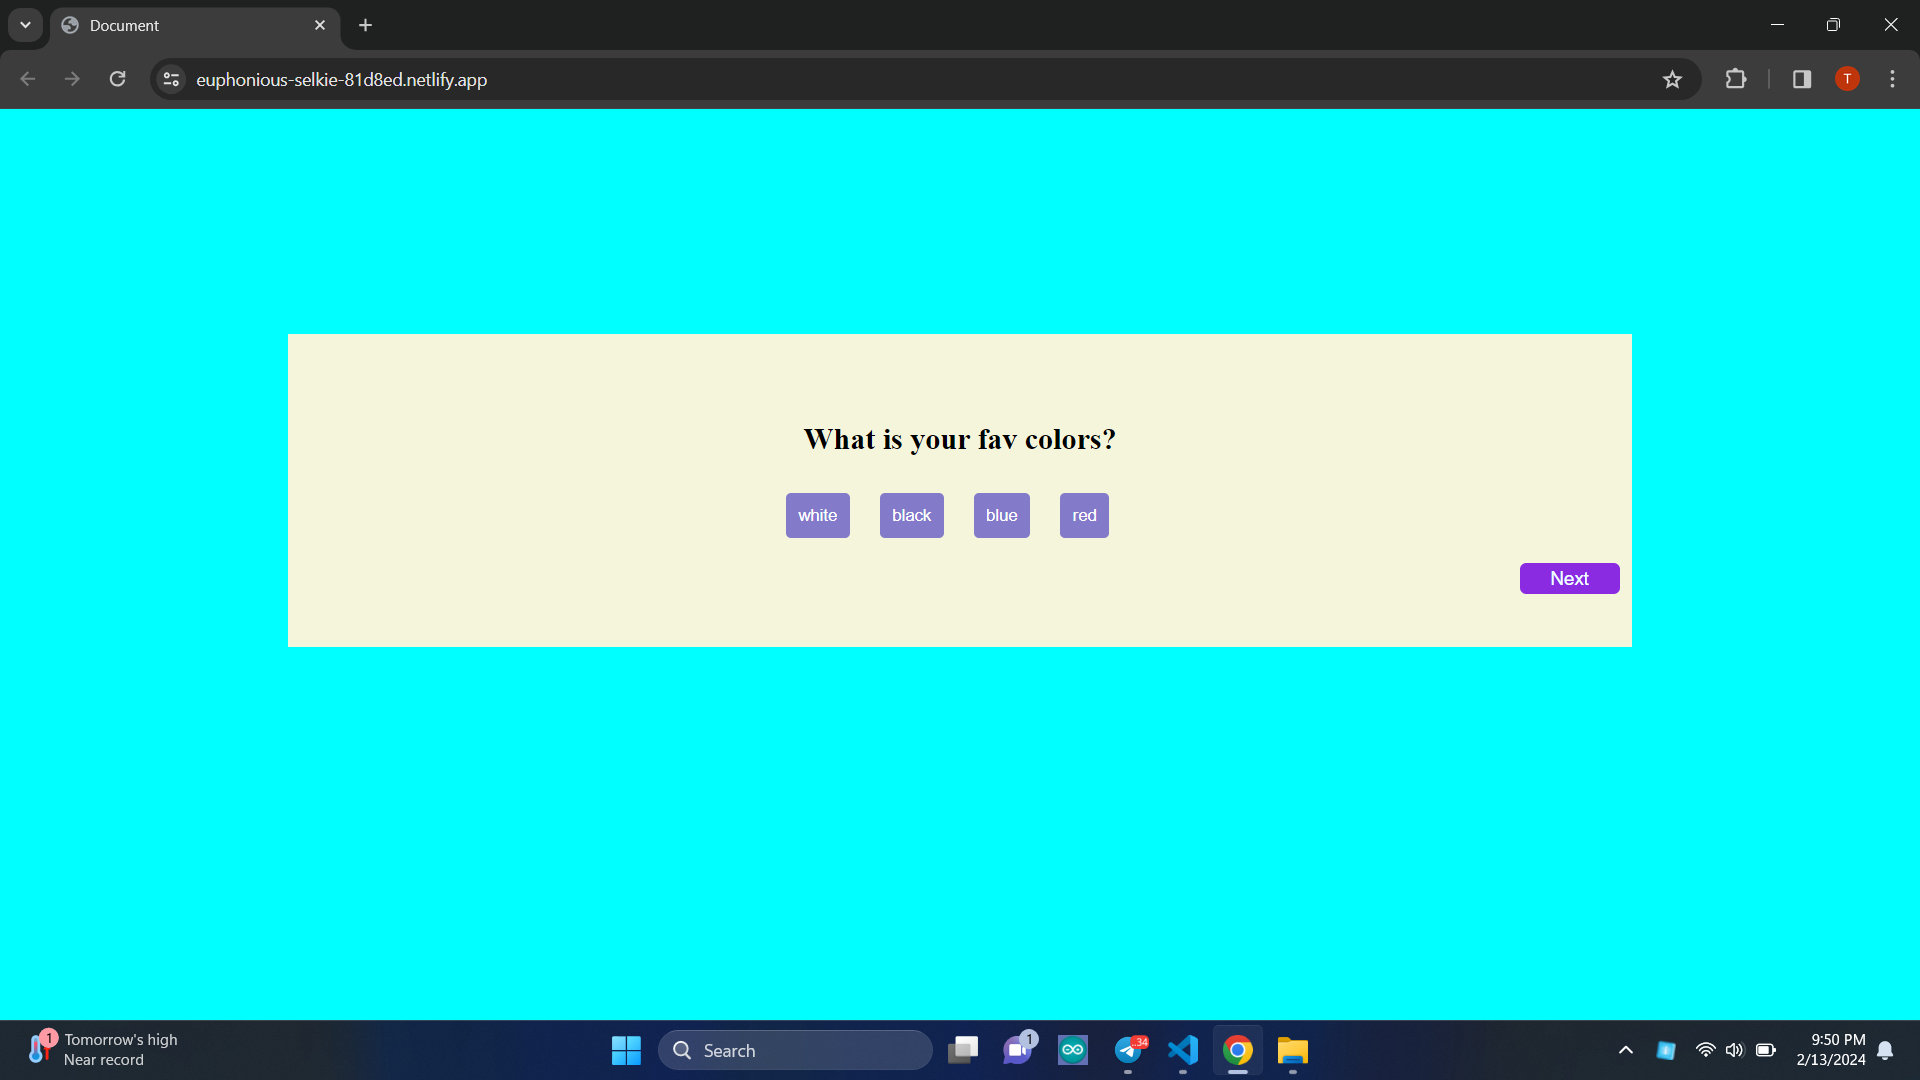 Document
euphonious-selkie-81d8ed.netlify.app
T
What is your fav colors?
white
black
blue
red
Next
1
Tomorrow's high
Near record
Search
1
34
9:50 PM
2/13/2024